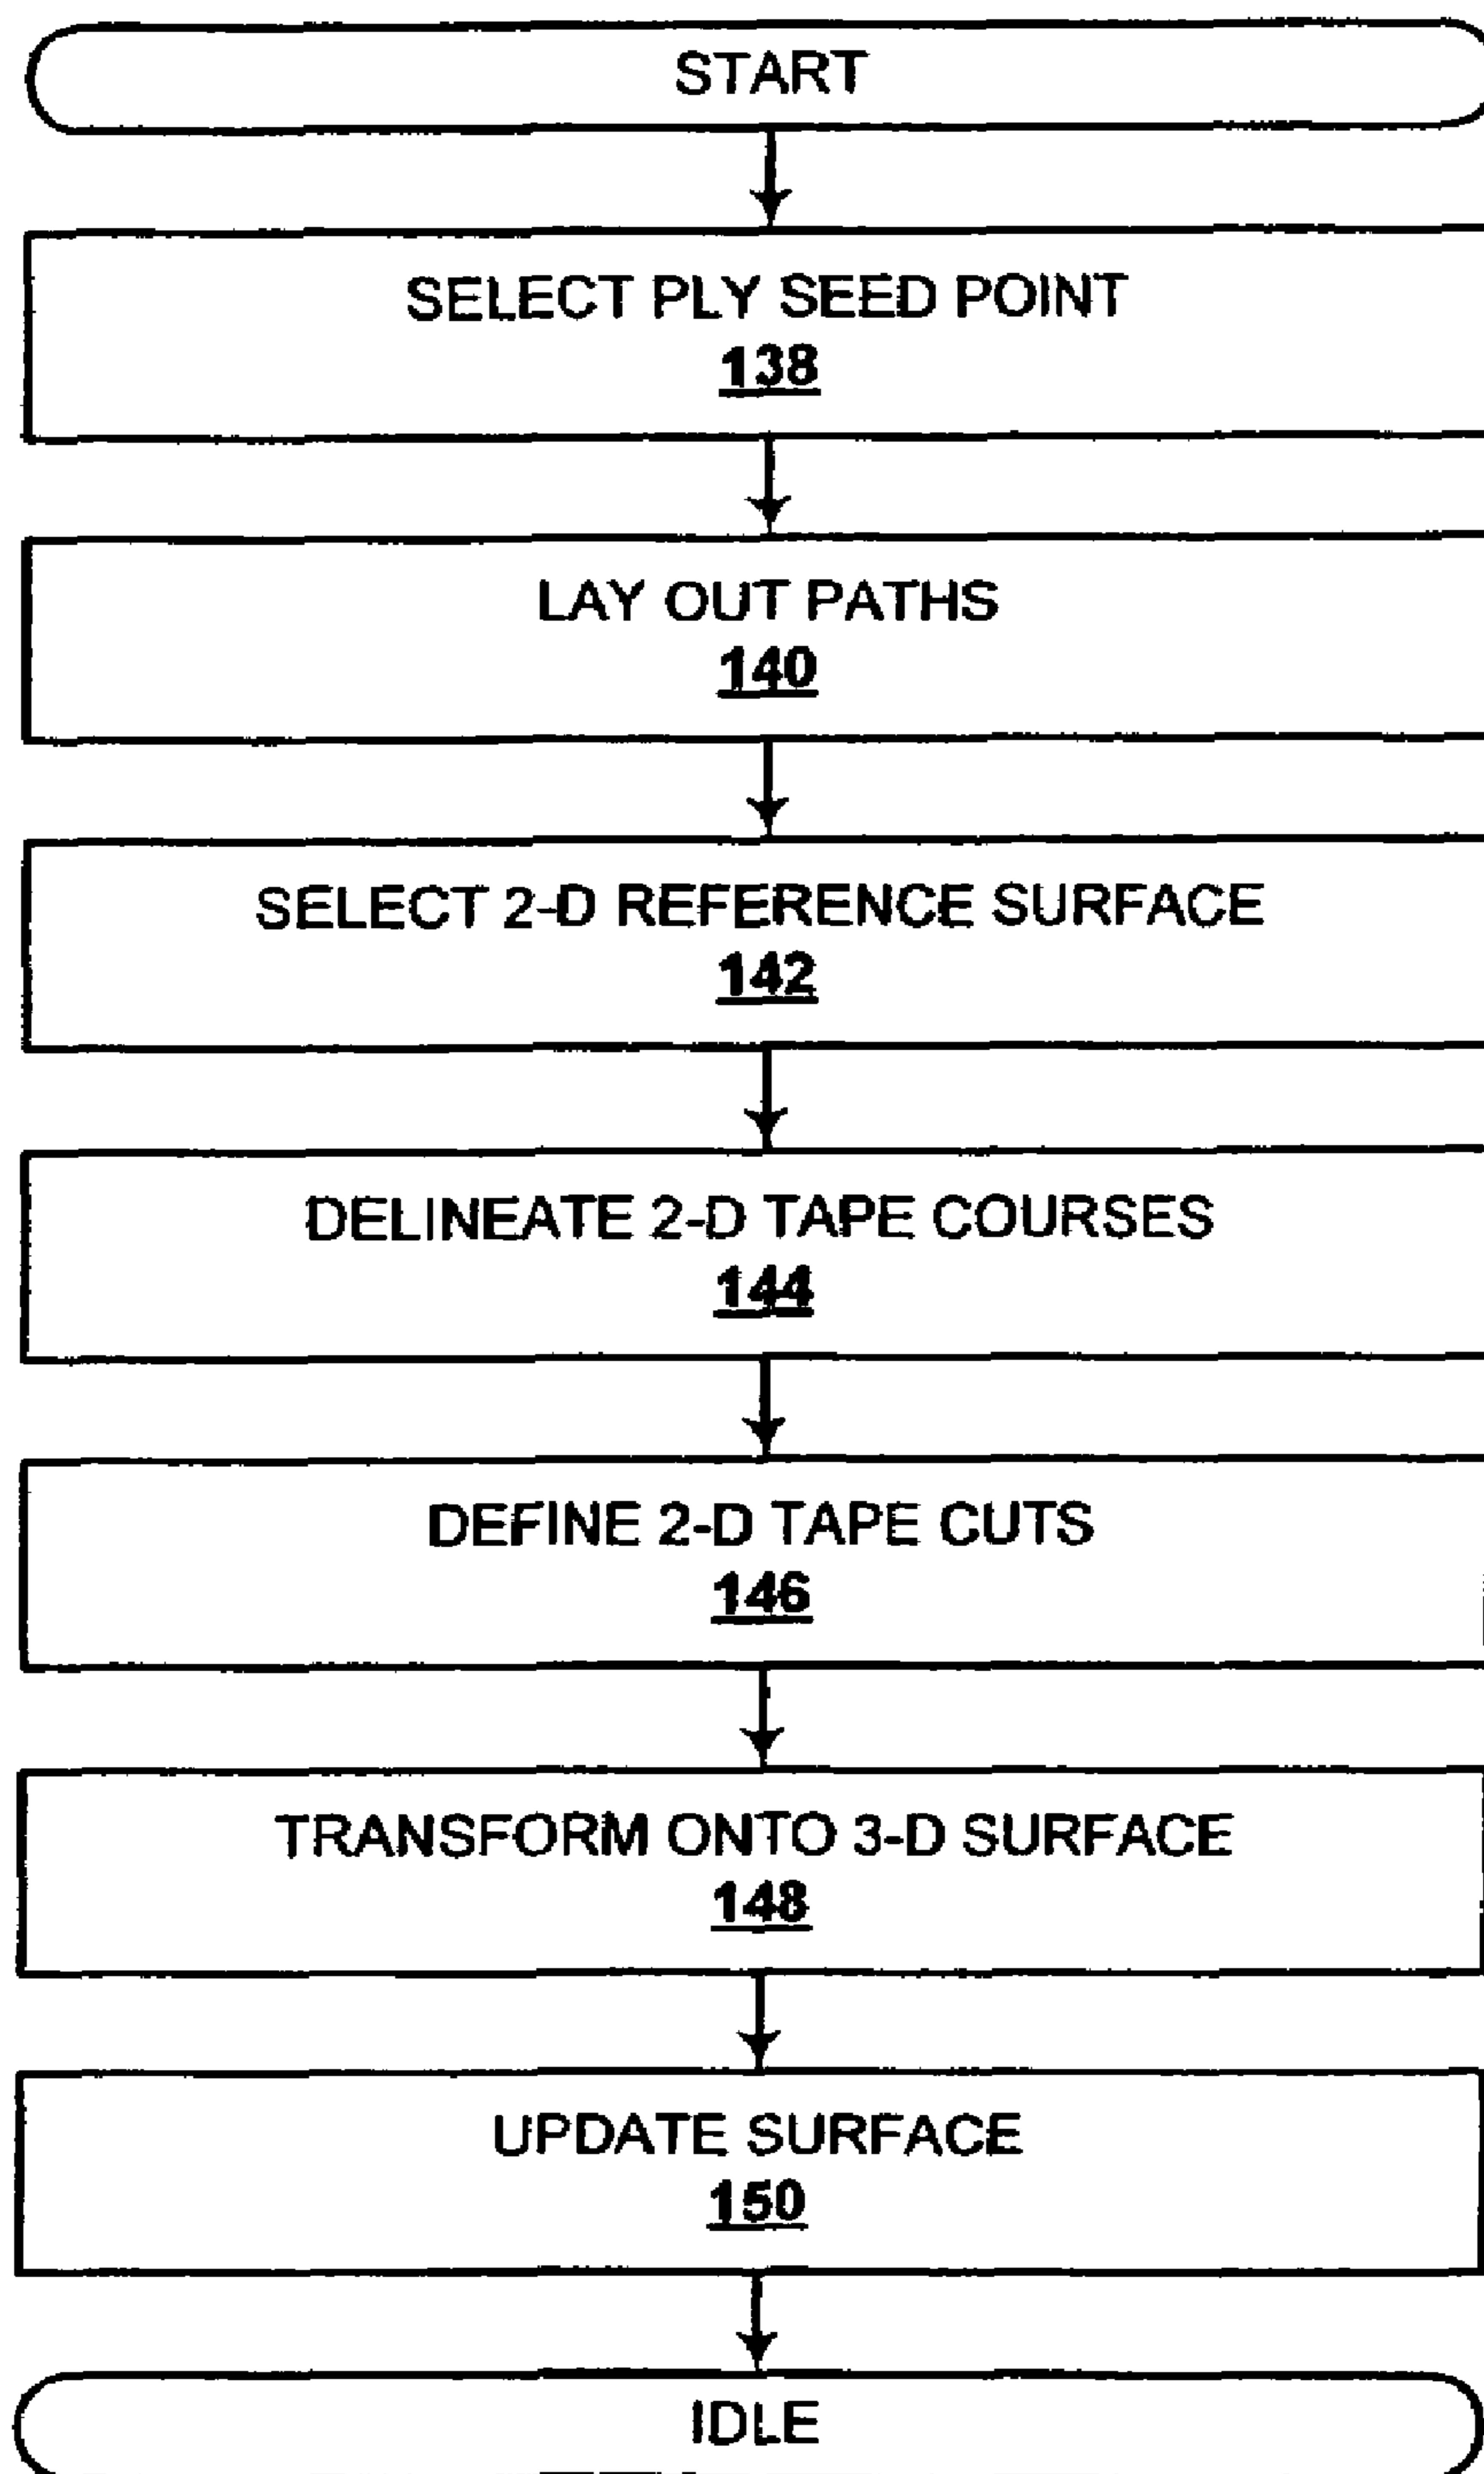 START
SELECT PLY SEED POINT
138
LAY OUT PATHS
140
SELECT 2-D REFERENCE SURFACE
142
DELINEATE 2-D TAPE COURSES
144
DEFINE 2-D TAPE CUTS
146
TRANSFORM ONTO 3-D SURFACE
148
UPDATE SURFACE
150
IDLE